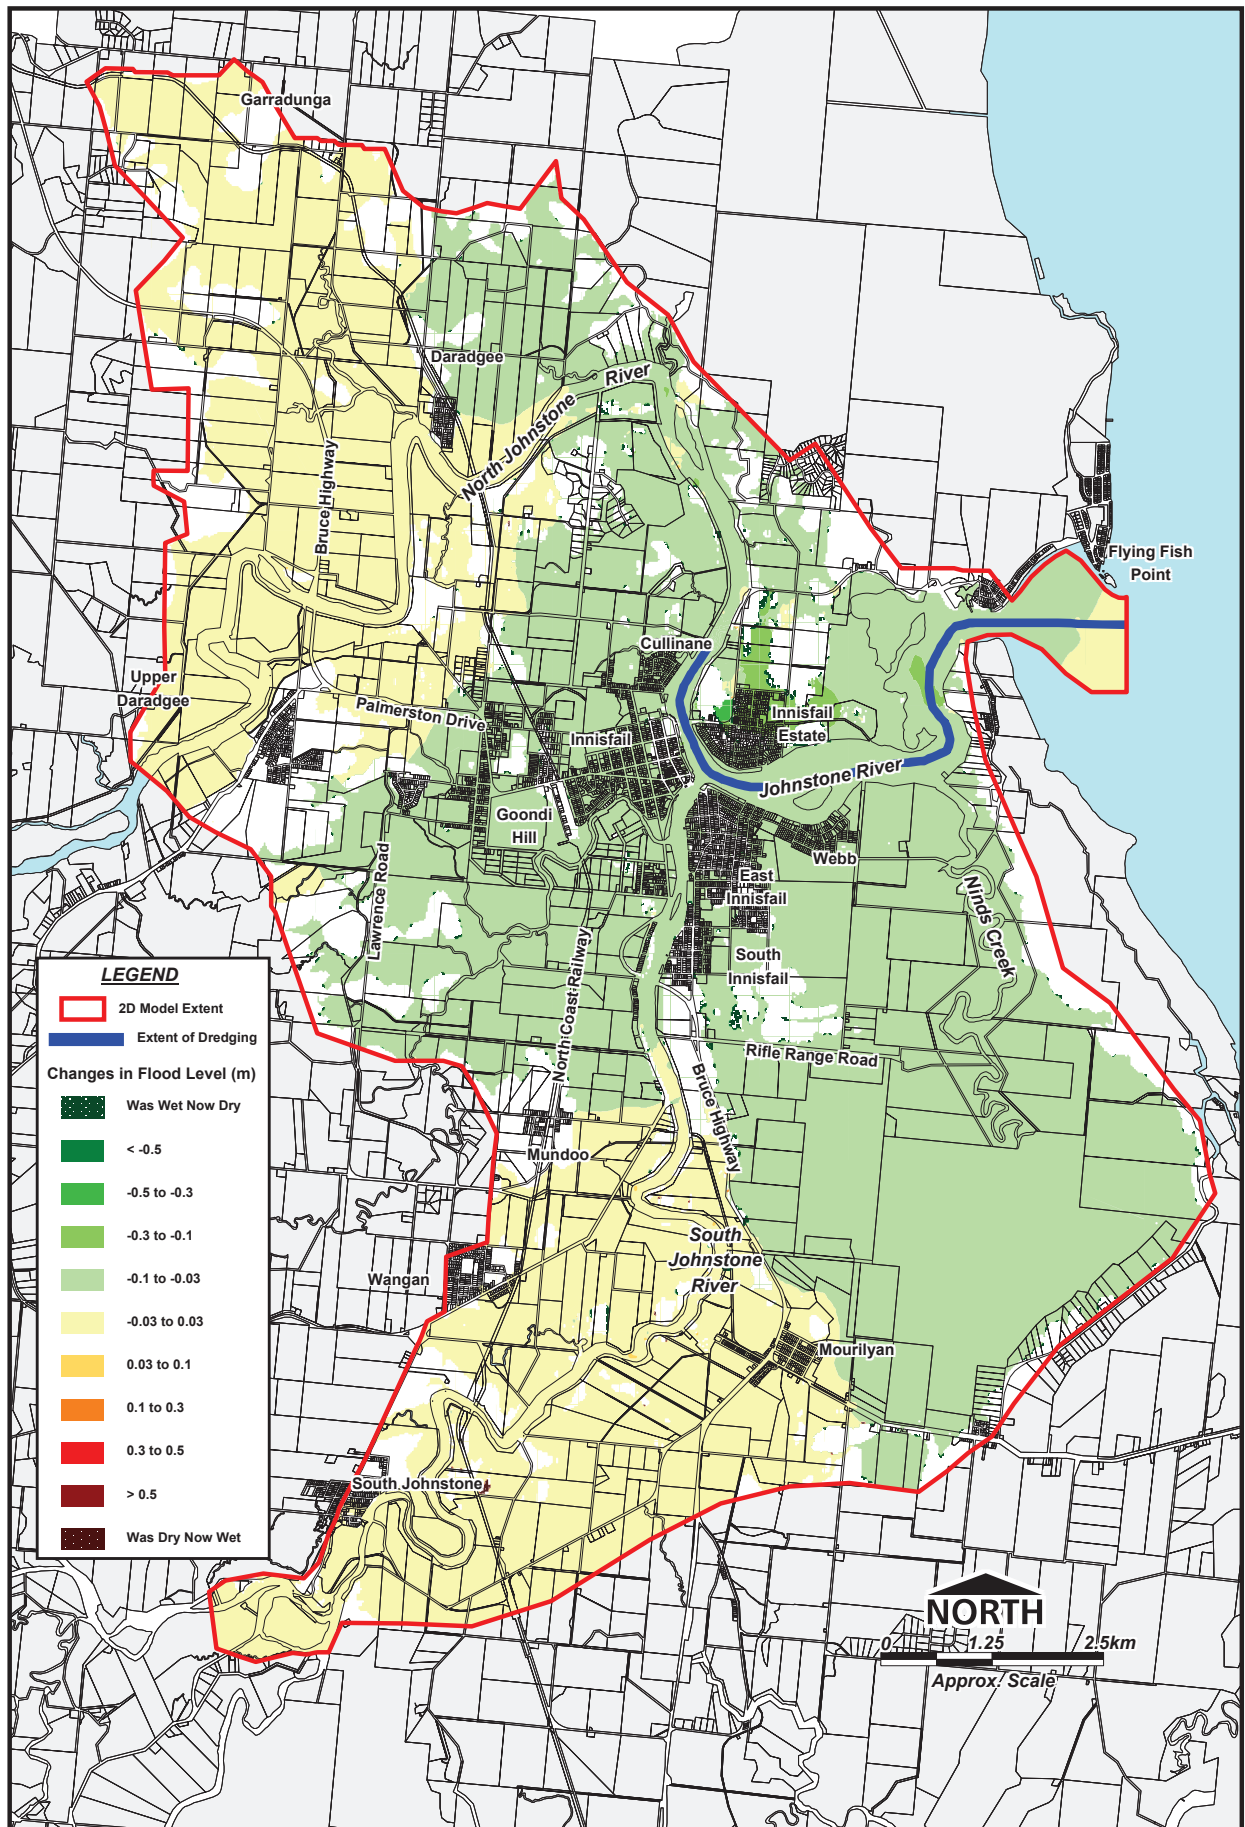 Garradunga
Daradgee
River
North Johnstone
Bruce Highway
Flying Fish
Point
Cullinane
Upper
Daradgee
Palmerston Drive
Innisfail
Innisfail
Estate
Johnstone River
Goondi
Hill
Webb
Lawrence Road
East
Innisfail
Ninds Creek
South
Innisfail
North Coast Railway
Rifle Range Road
Bruce Highway
Mundoo
South
Johnstone
River
Wangan
Mourilyan
South Johnstone
LEGEND
2D Model Extent
Extent of Dredging
Changes in Flood Level (m)
Was Wet Now Dry
< -0.5
-0.5 to -0.3
-0.3 to -0.1
-0.1 to -0.03
-0.03 to 0.03
0.03 to 0.1
0.1 to 0.3
0.3 to 0.5
> 0.5
Was Dry Now Wet
NORTH
0 1.25 2.5km
Approx. Scale